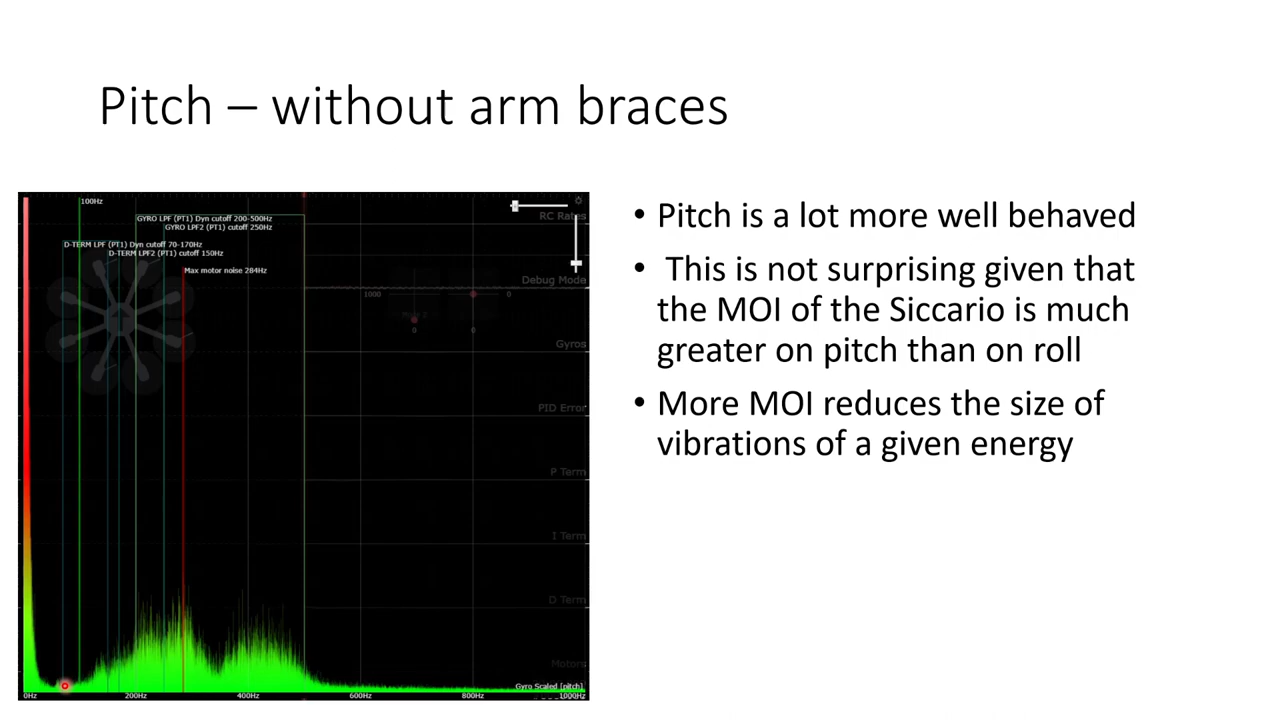 Pitch – without arm braces
100Hz
GYRO LPF (PT1) Dyn cutoff 200-500Hz
GYRO LPF2 (PT1) cutoff 250Hz
D-TERM LPF (PT1) Dyn cutoff 70-170Hz
D-TERM LPF2 (PT1) cutoff 150Hz
Max motor noise 284Hz
RC Rates
Debug Mode
1000
0
0
0
Gyros
PID Error
P Term
I Term
D Term
Motors
Gyro Scaled [pitch]
0Hz 200Hz 400Hz 600Hz 800Hz 1000Hz
• Pitch is a lot more well behaved
• This is not surprising given that
the MOI of the Siccario is much
greater on pitch than on roll
• More MOI reduces the size of
vibrations of a given energy